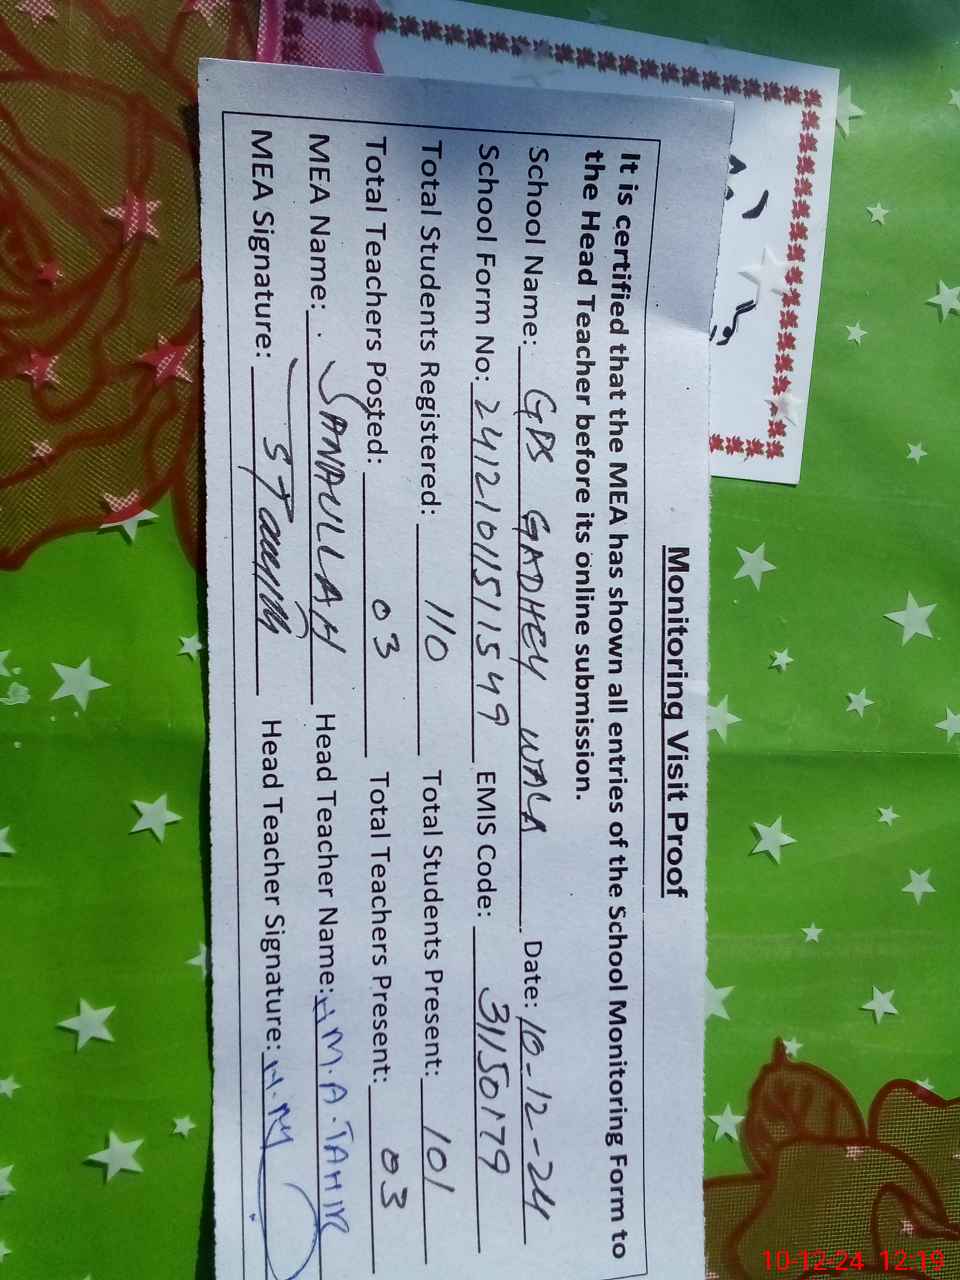 Monitoring Visit Proof
It is certified that the MEA has shown all entries of the School Monitoring Form to
the Head Teacher before its online submission.
School Name: GPS GADHEY WALA Date: 10-12-24
School Form No: 2412101151549 EMIS Code: 31150179
Total Students Registered: 110 Total Students Present: 101
Total Teachers Posted: 03 Total Teachers Present: 03
MEA Name: SANAULLAH Head Teacher Name: H.M.A.TAHIR
MEA Signature: Head Teacher Signature:
10-12-24 12:19